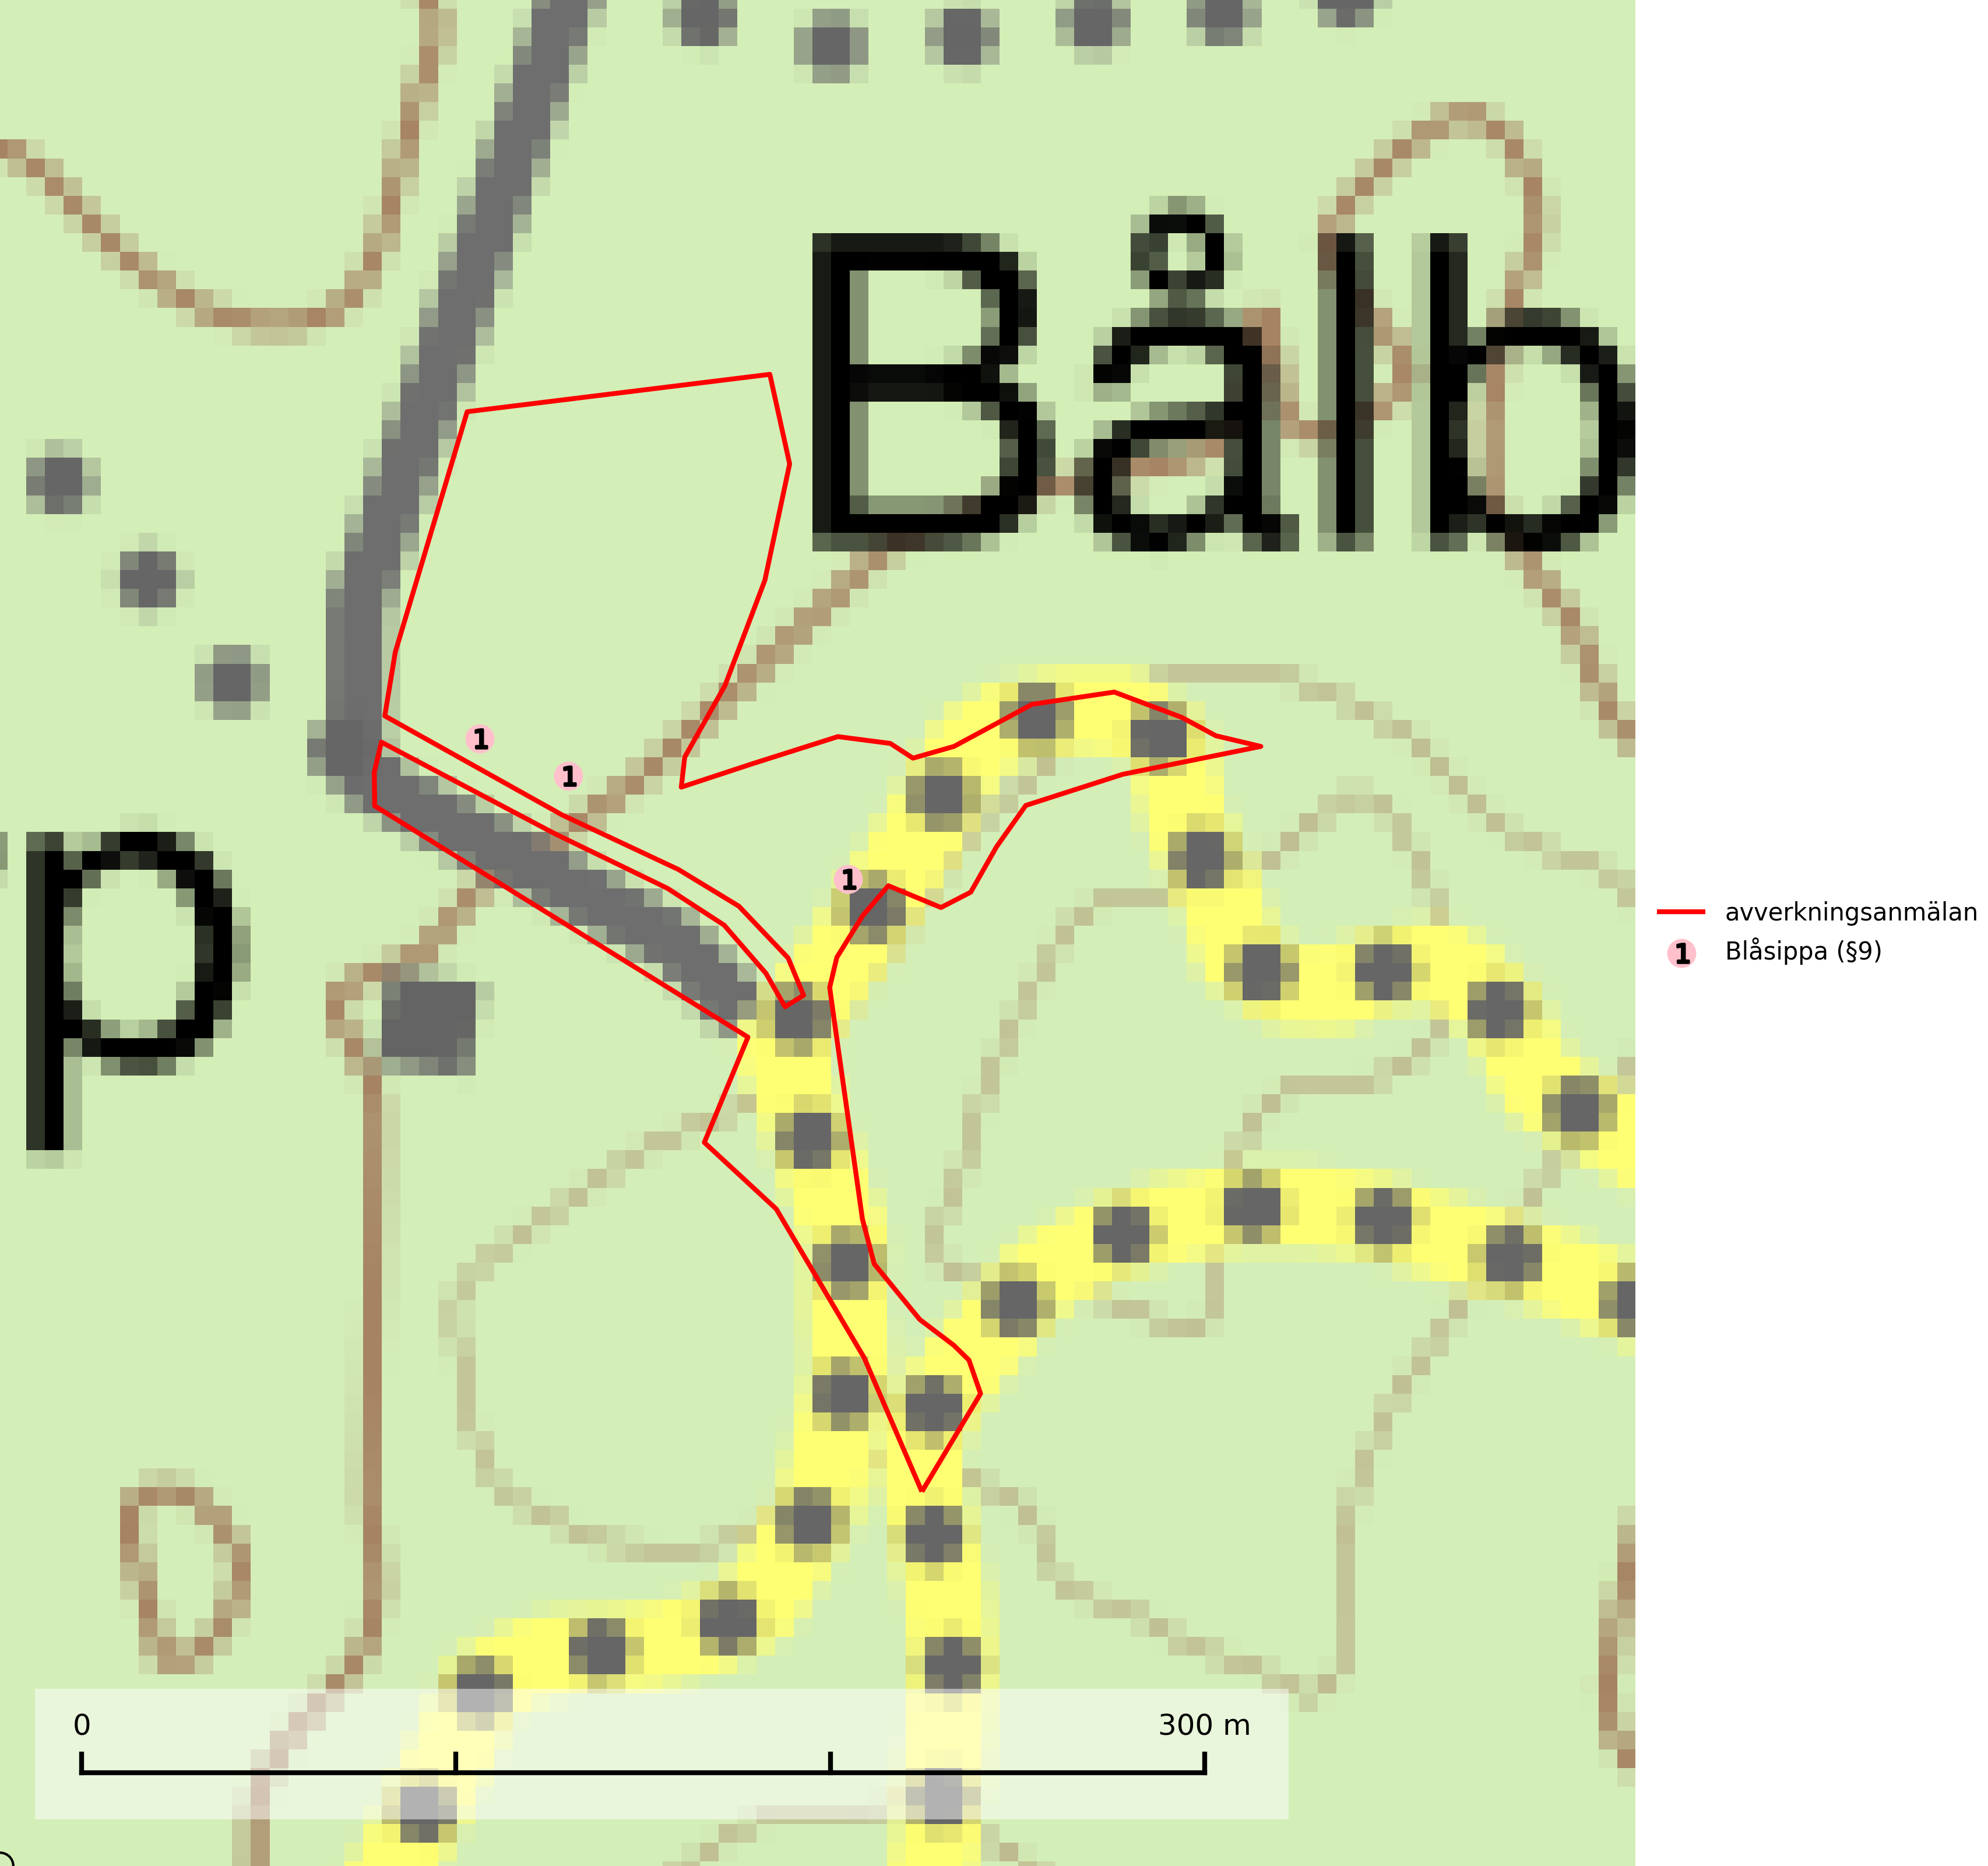 Bålb
p
1
1
1
avverkningsanmälan
1 Blåsippa (§9)
0 300 m